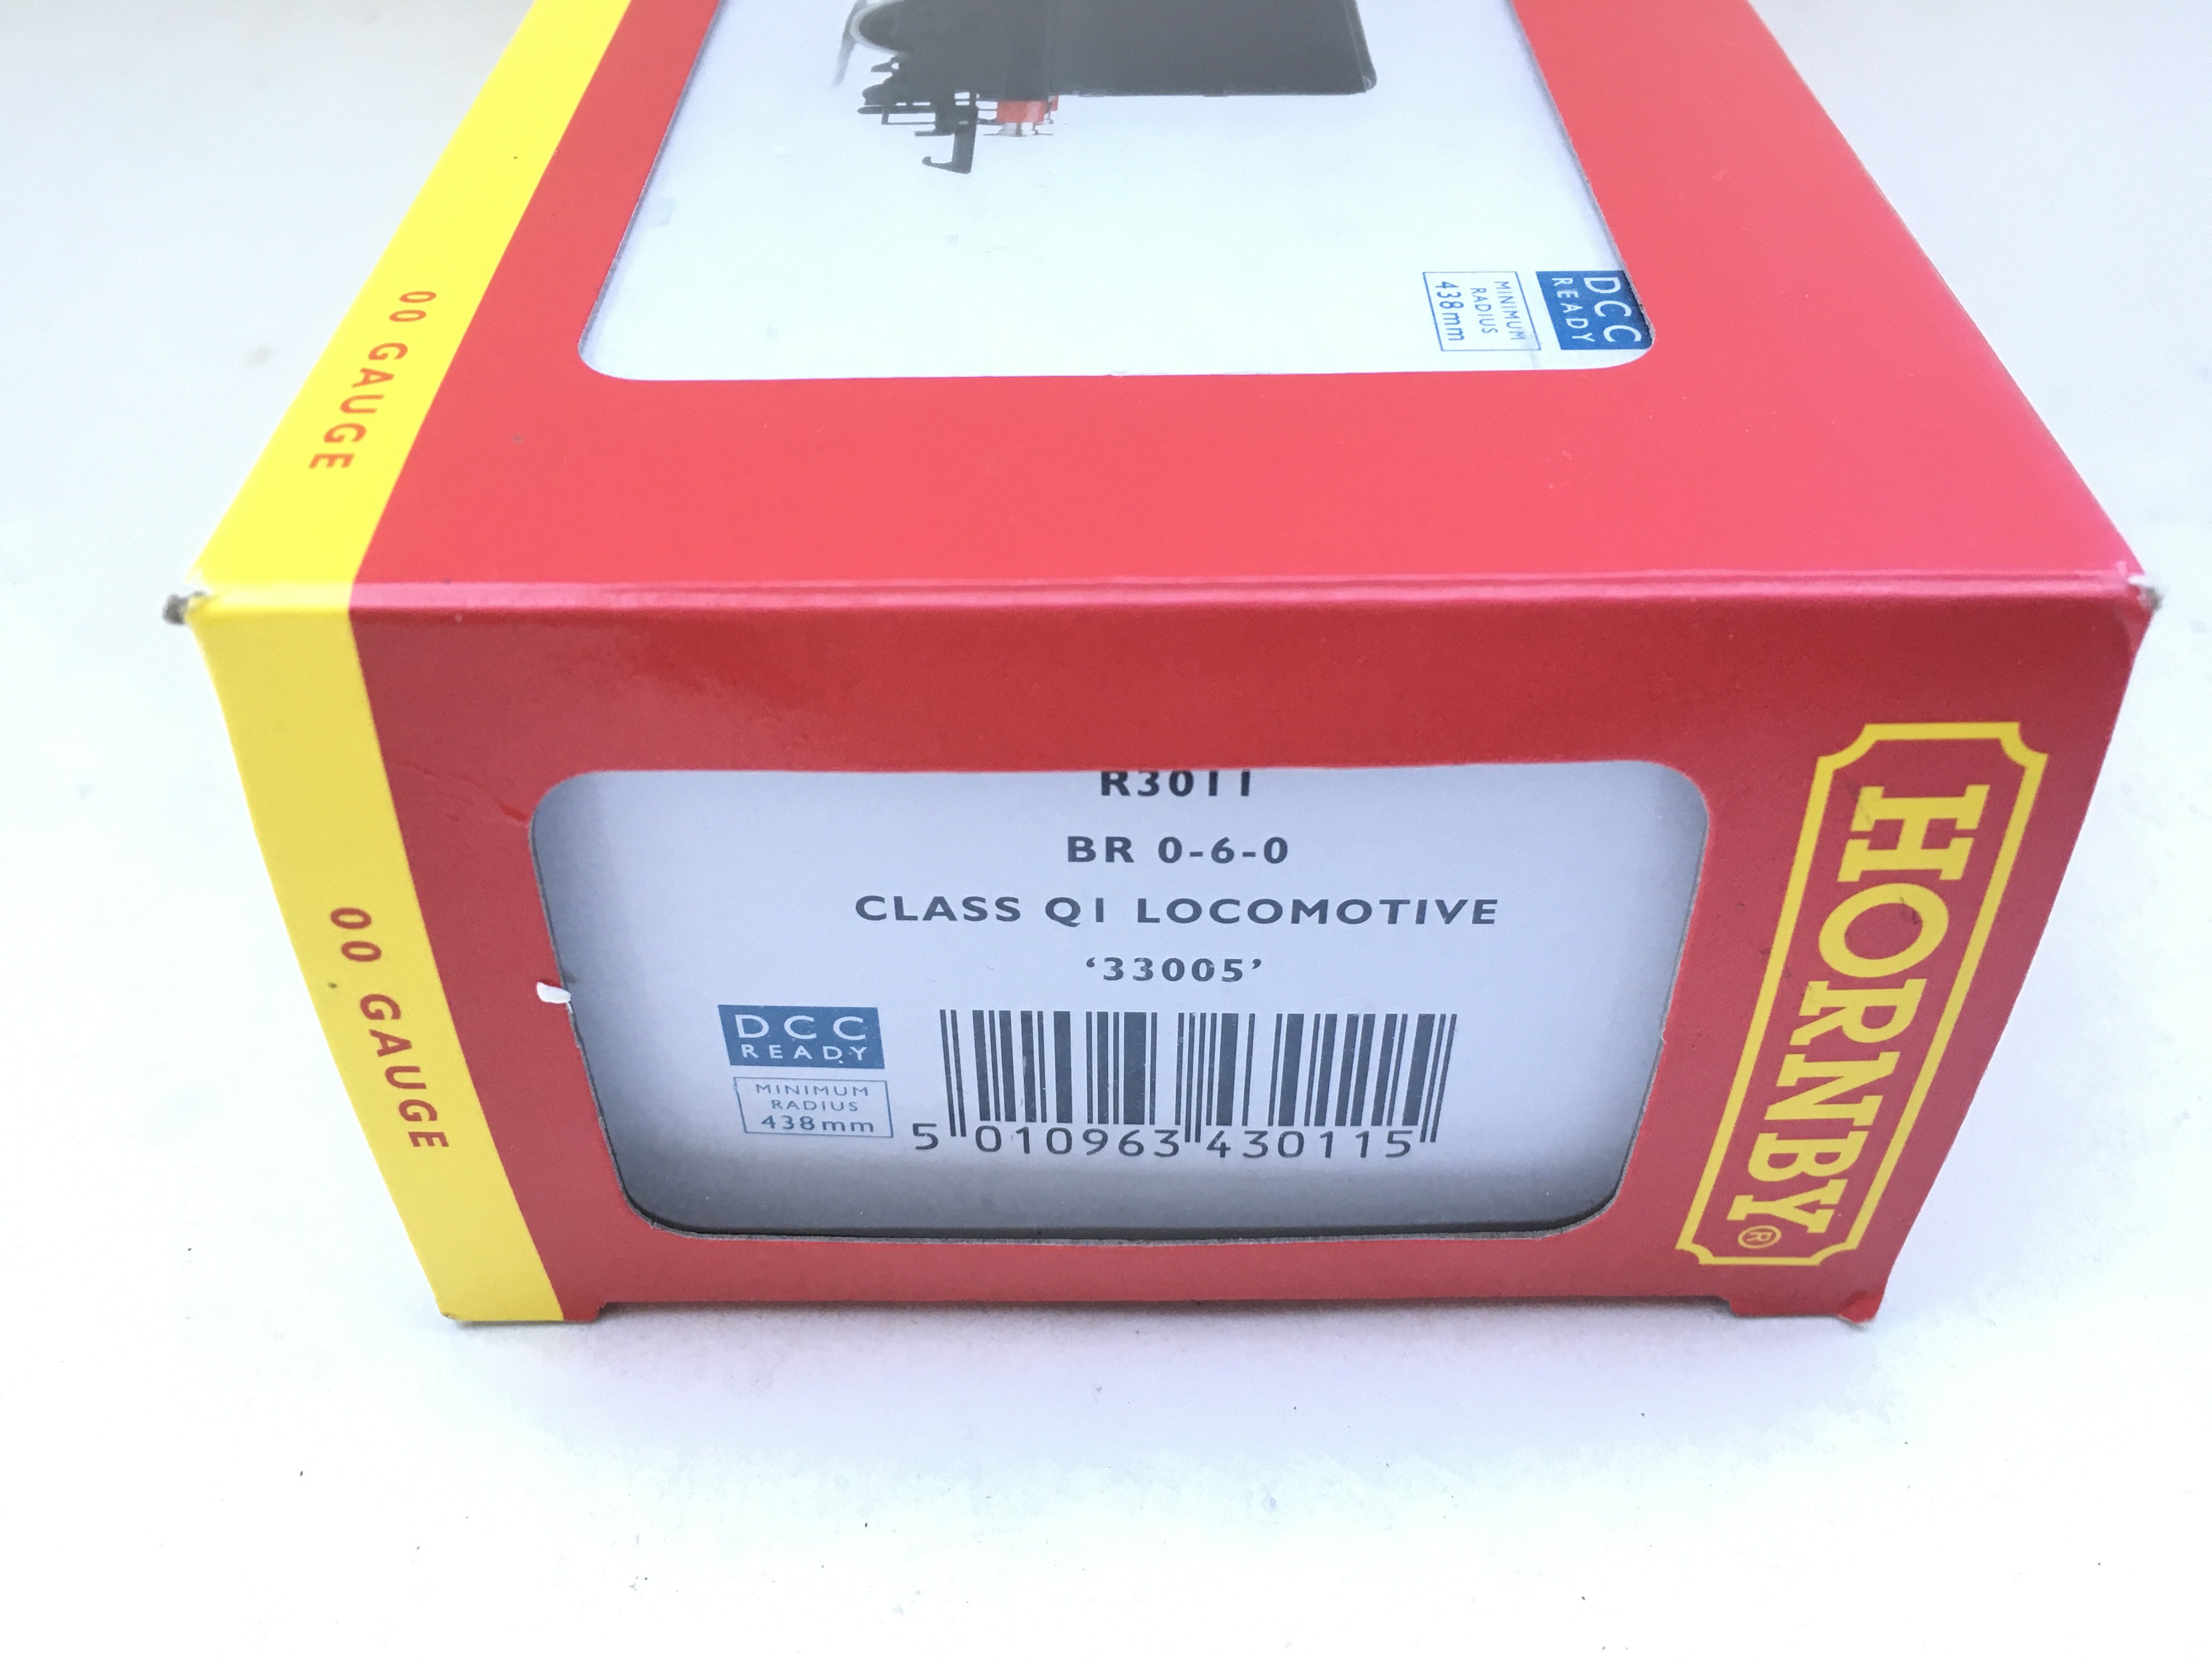 00 GAUGE
DCC
READY
MINIMUM
RADIUS
438mm
00 GAUGE
R3011
BR 0-6-0
CLASS Q1 LOCOMOTIVE
‘33005’
DCC
READY
MINIMUM
RADIUS
438mm
5 010963 430115
HORNBY®